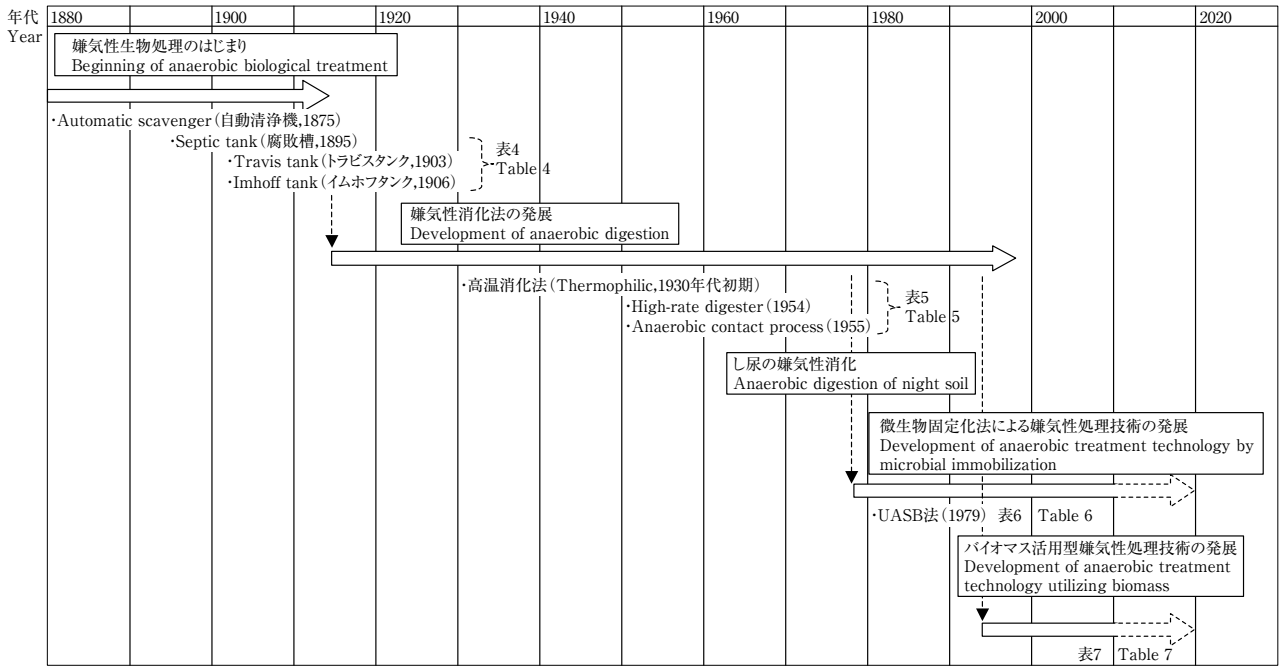 年代 1880 1900 1920 1940 1960 1980 2000 2020
Year
嫌気性生物処理のはじまり
Beginning of anaerobic biological treatment
・Automatic scavenger(自動清浄機,1875)
・Septic tank(腐敗槽,1895)
・Travis tank(トラビスタンク,1903)
・Imhoff tank(イムホフタンク,1906)
表4
Table 4
嫌気性消化法の発展
Development of anaerobic digestion
・高温消化法(Thermophilic,1930年代初期)
・High-rate digester(1954)
・Anaerobic contact process(1955)
表5
Table 5
し尿の嫌気性消化
Anaerobic digestion of night soil
微生物固定化法による嫌気性処理技術の発展
Development of anaerobic treatment technology by
microbial immobilization
・UASB法(1979) 表6 Table 6
バイオマス活用型嫌気性処理技術の発展
Development of anaerobic treatment
technology utilizing biomass
表7 Table 7